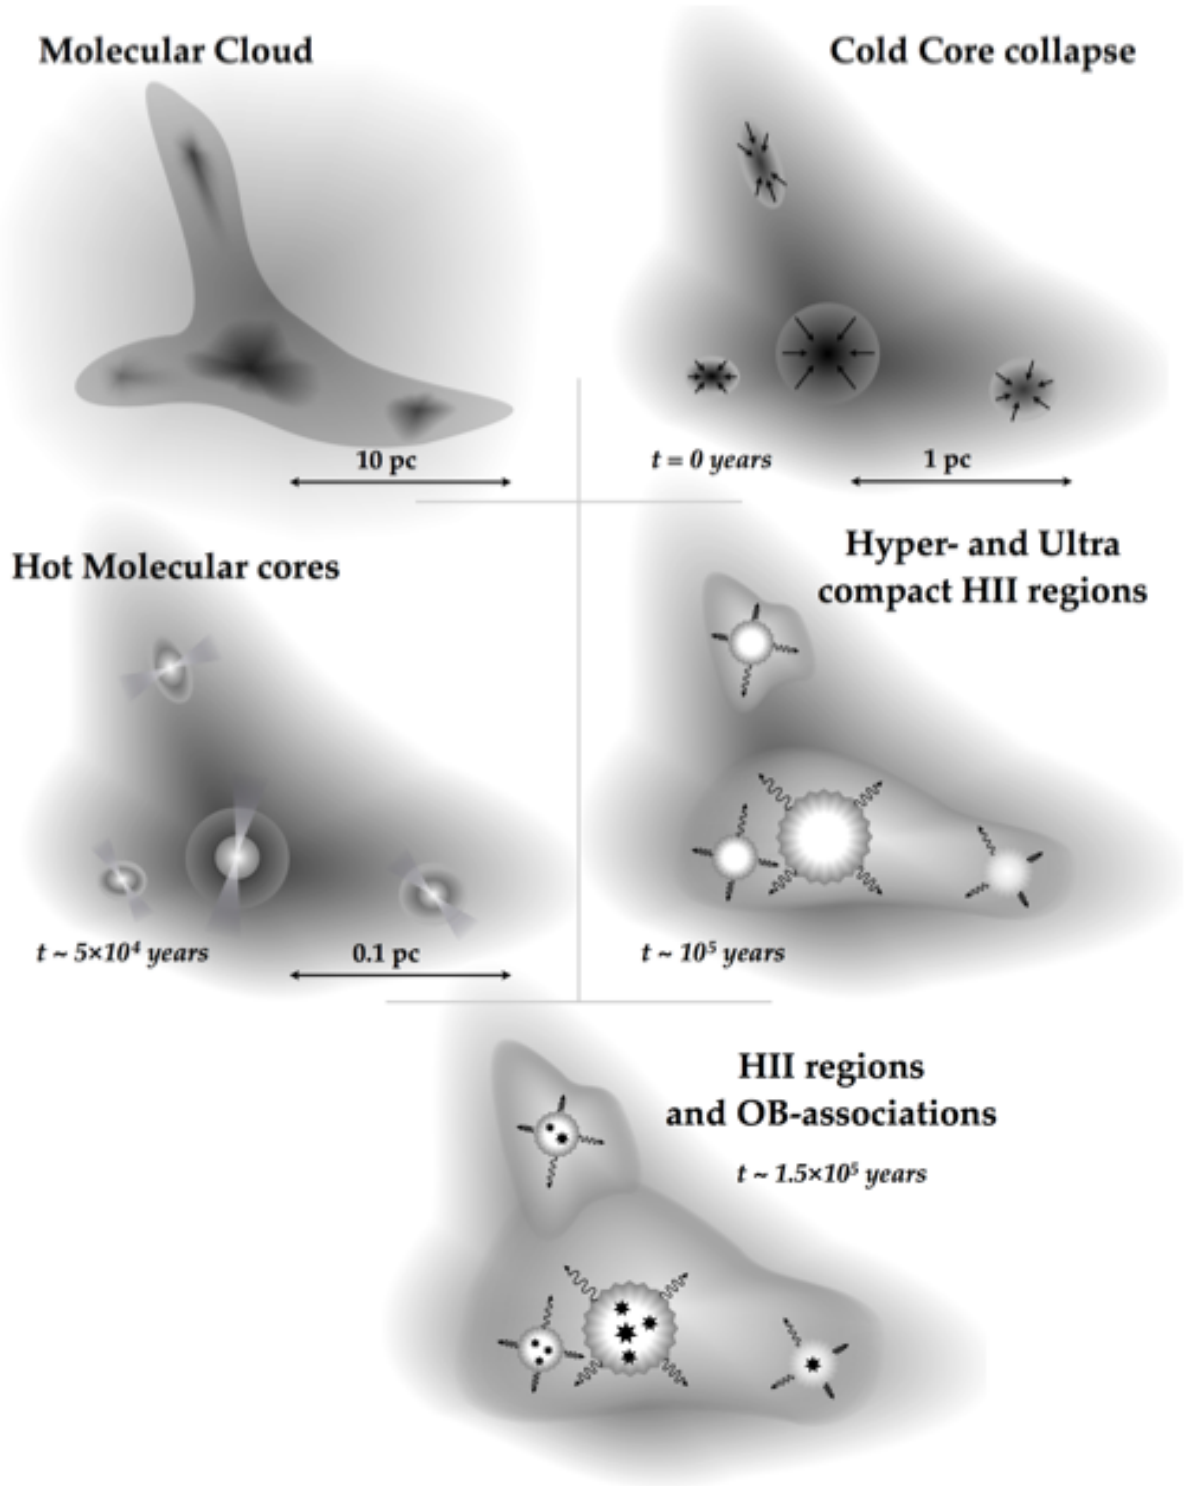 Molecular Cloud
Cold Core collapse
10 pc
t = 0 years
1 pc
Hot Molecular cores
Hyper- and Ultra
compact HII regions
t ~ 5×10⁴ years
0.1 pc
t ~ 10⁵ years
HII regions
and OB-associations
t ~ 1.5×10⁵ years